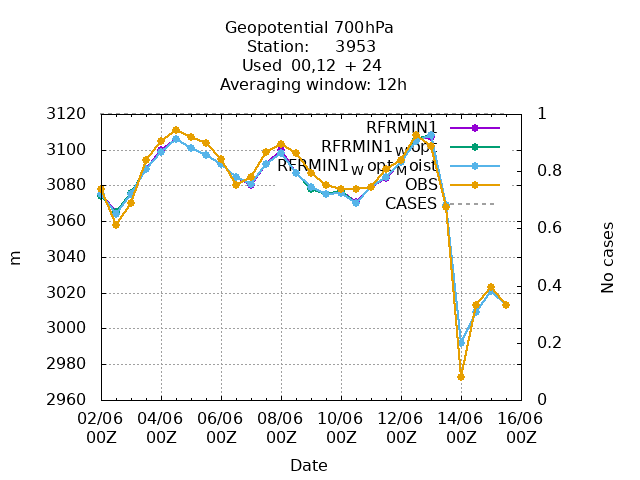 Geopotential 700hPa
Station: 3953
Used 00,12 + 24
Averaging window: 12h
3120
3100
3080
3060
3040
3020
3000
2980
2960
m
1
0.8
0.6
0.4
0.2
0
No cases
RFRMIN1
RFRMIN1_Wopt
RFRMIN1_Wopt_Moist
OBS
CASES
02/06 04/06 06/06 08/06 10/06 12/06 14/06 16/06
00Z 00Z 00Z 00Z 00Z 00Z 00Z 00Z
Date